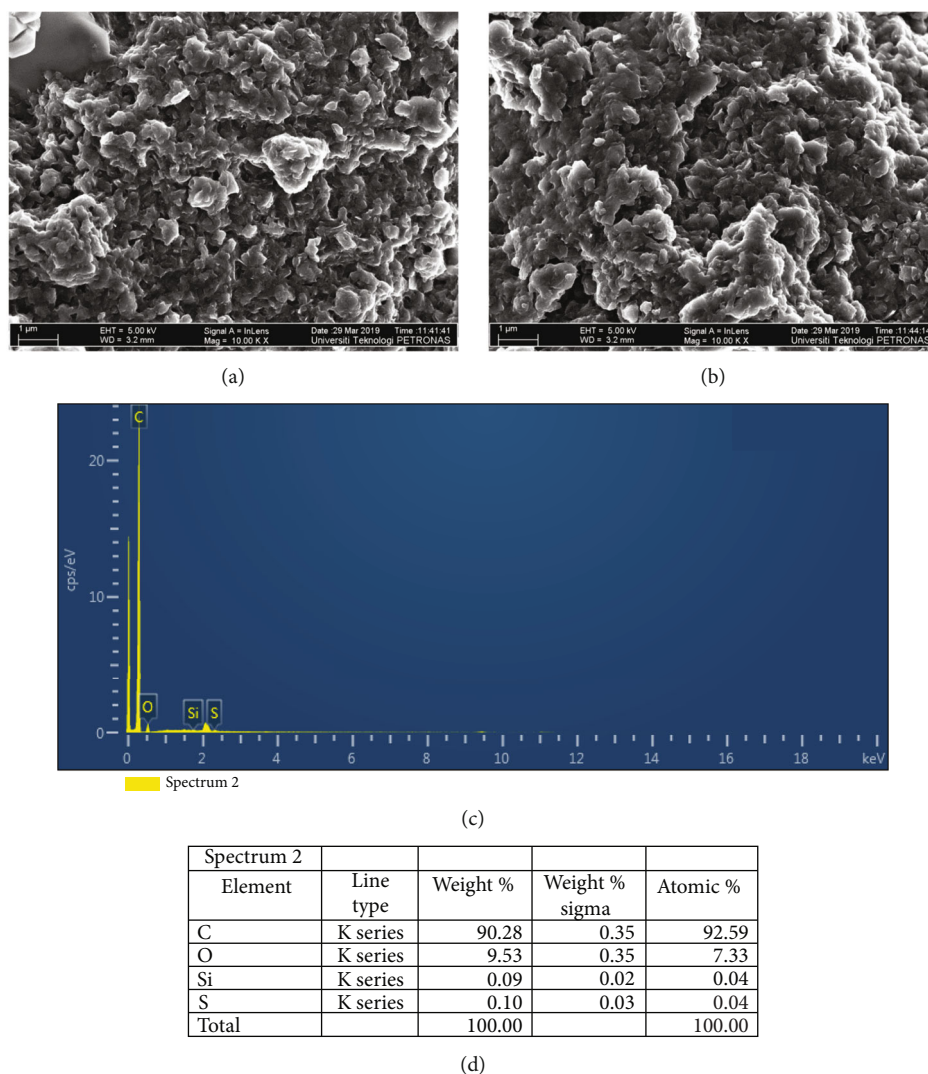 1 µm
EHT = 5.00 kV
WD = 3.2 mm
Signal A = InLens
Mag = 10.00 K X
Date :29 Mar 2019 Time :11:41:41
Universiti Teknologi PETRONAS
1 µm
EHT = 5.00 kV
WD = 3.2 mm
Signal A = InLens
Mag = 10.00 K X
Date :29 Mar 2019 Time :11:44:14
Universiti Teknologi PETRONAS
(a)
(b)
C
20
cps/eV
10
O
Si
S
0
0 2 4 6 8 10 12 14 16 18 keV
Spectrum 2
(c)
Spectrum 2
Element Line type Weight % Weight % sigma Atomic %
C K series 90.28 0.35 92.59
O K series 9.53 0.35 7.33
Si K series 0.09 0.02 0.04
S K series 0.10 0.03 0.04
Total 100.00 100.00
(d)